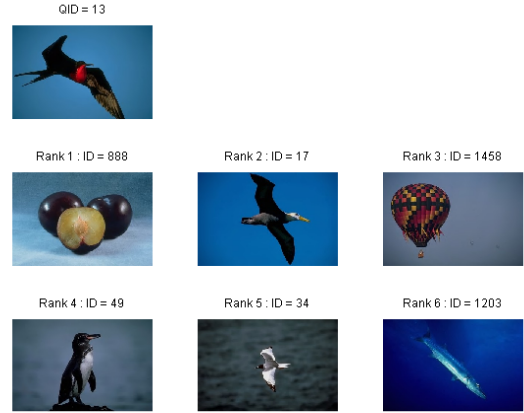 QID = 13
Rank 1 : ID = 888
Rank 2 : ID = 17
Rank 3 : ID = 1458
Rank 4 : ID = 49
Rank 5 : ID = 34
Rank 6 : ID = 1203